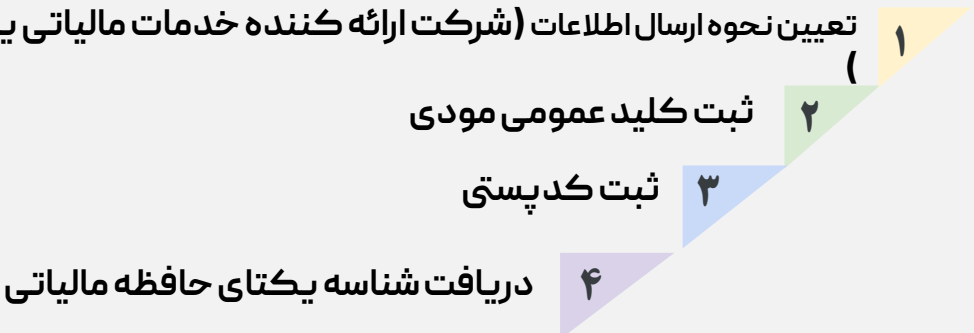 ۱ تعیین نحوه ارسال اطلاعات (شرکت ارائه کننده خدمات مالیاتی
)
۲ ثبت کلید عمومی مودی
۳ ثبت کدپستی
۴ دریافت شناسه یکتای حافظه مالیاتی